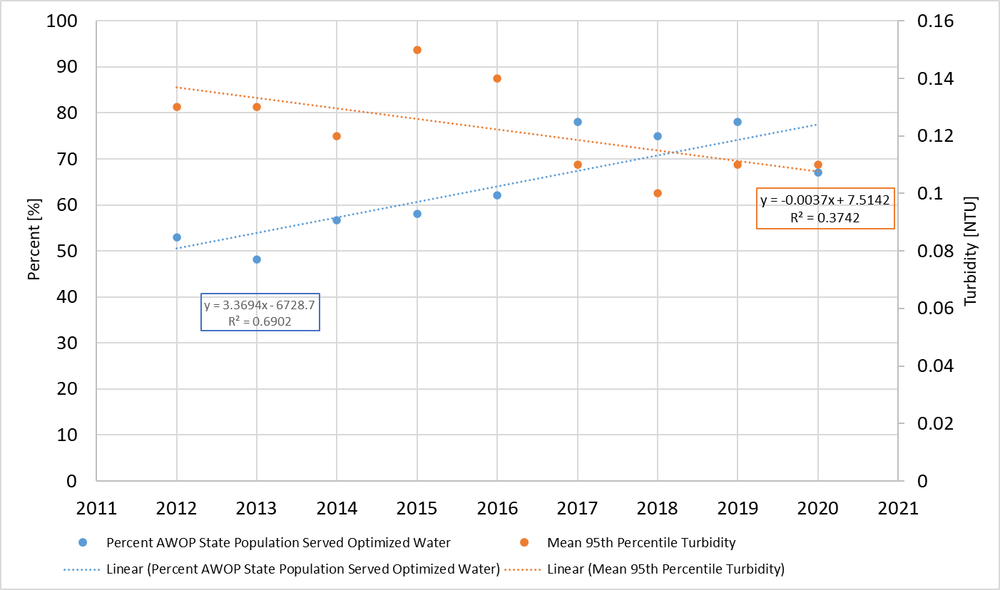 100
90
80
70
60
50
40
30
20
10
0
Percent [%]
0.16
0.14
0.12
0.1
0.08
0.06
0.04
0.02
0
Turbidity [NTU]
y = -0.0037x + 7.5142
R² = 0.3742
y = 3.3694x - 6728.7
R² = 0.6902
2011 2012 2013 2014 2015 2016 2017 2018 2019 2020 2021
Percent AWOP State Population Served Optimized Water
Mean 95th Percentile Turbidity
Linear (Percent AWOP State Population Served Optimized Water)
Linear (Mean 95th Percentile Turbidity)